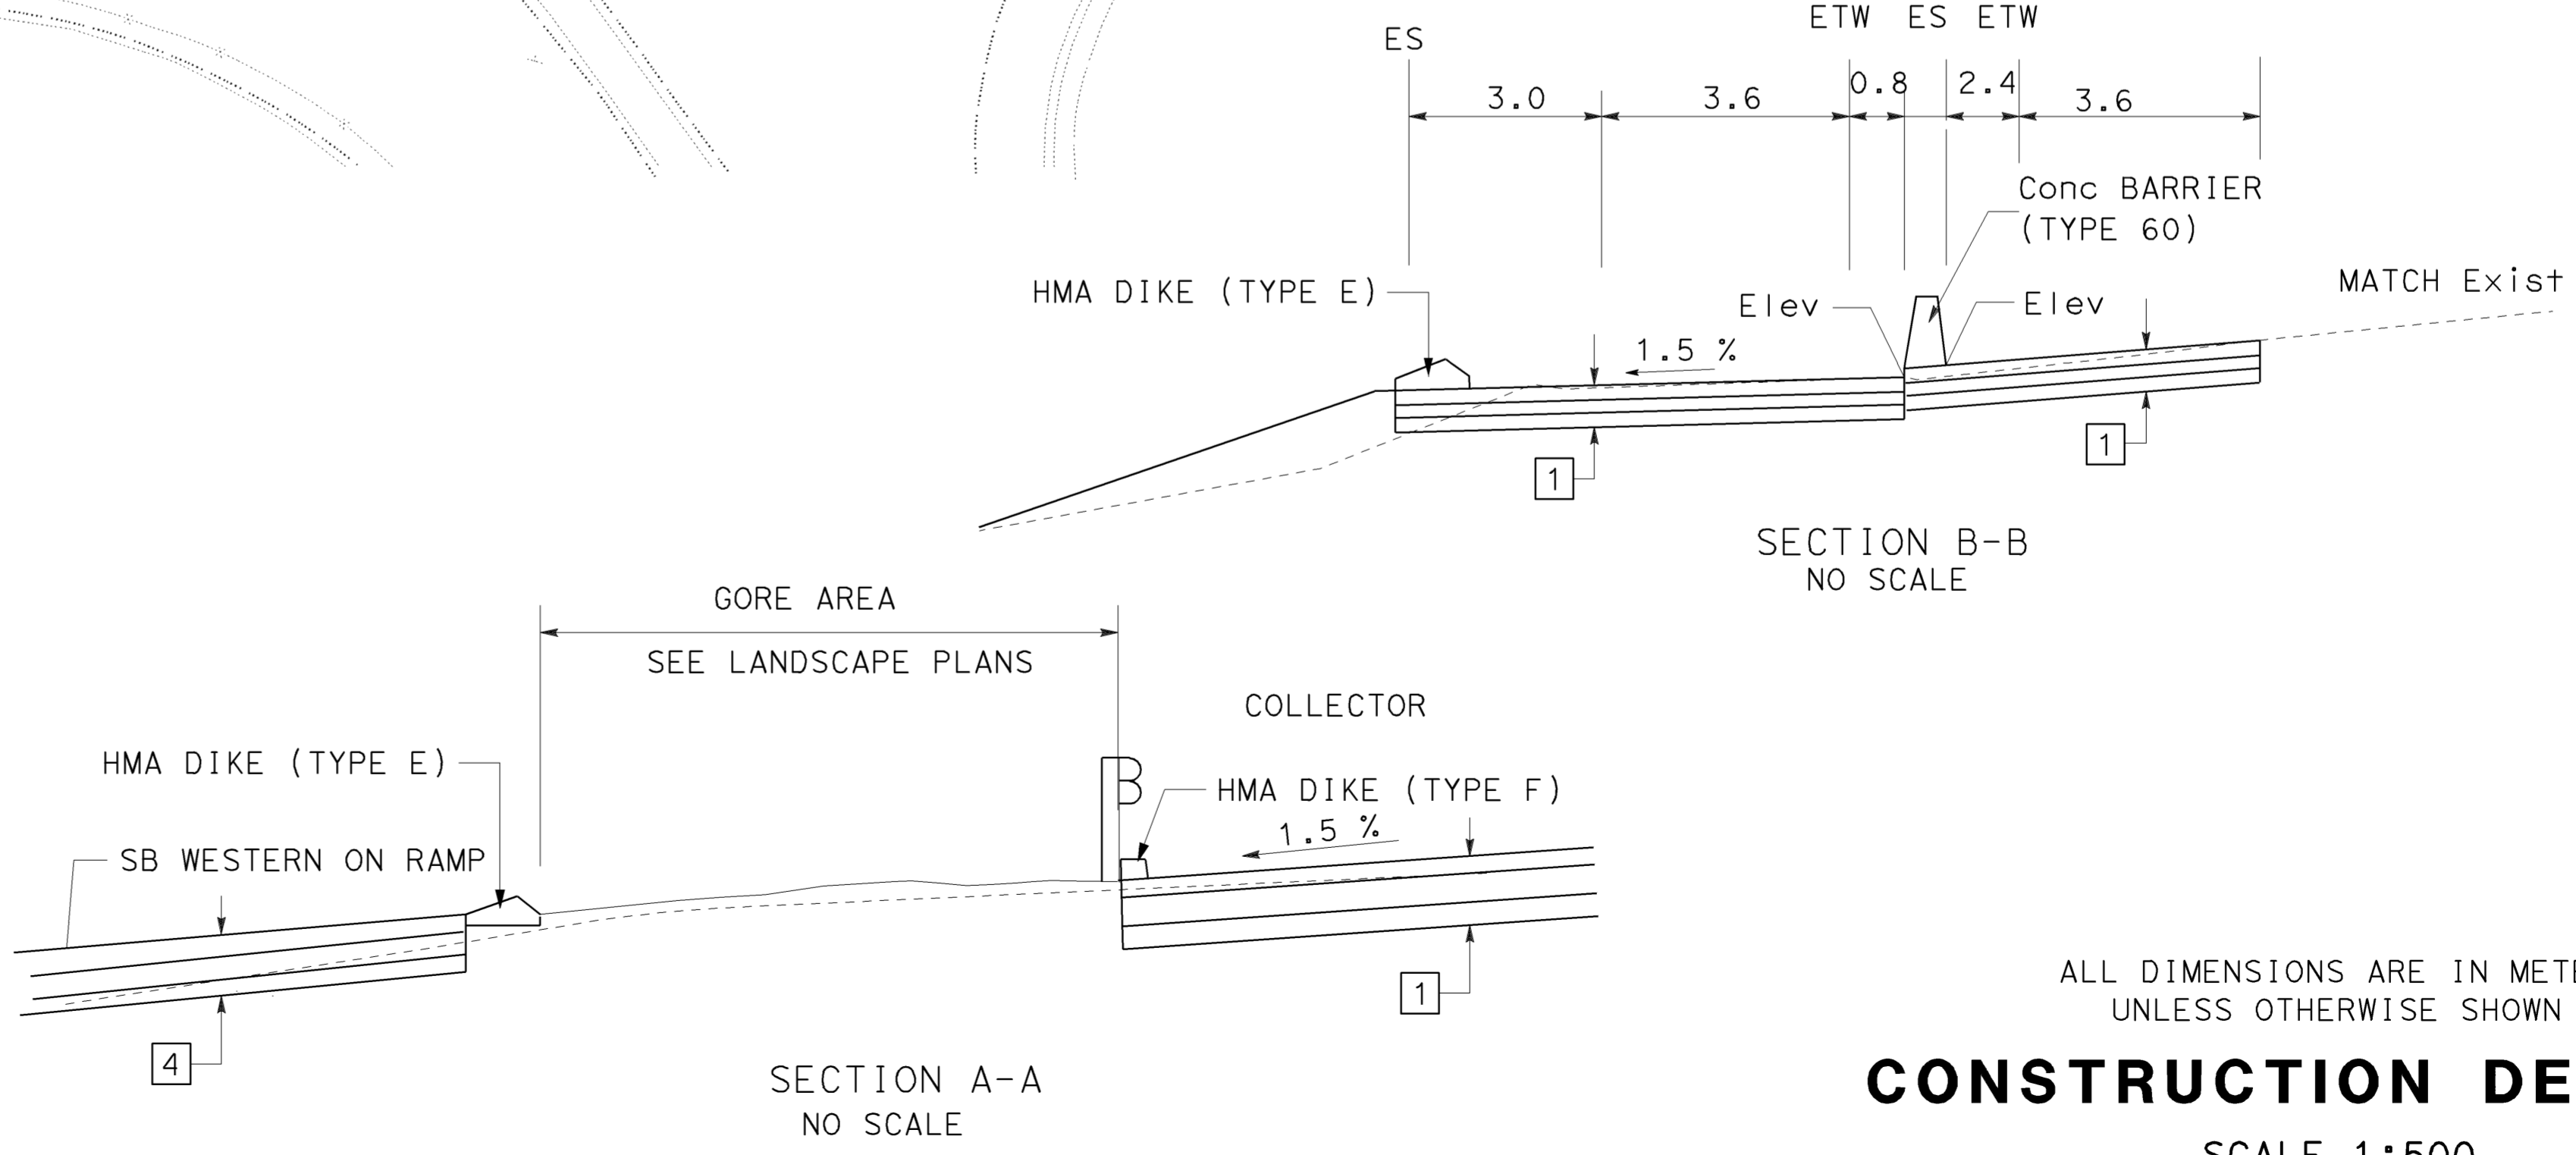 ETW ES ETW
ES
3.0 3.6 0.8 2.4 3.6
Conc BARRIER
(TYPE 60)
HMA DIKE (TYPE E)
Elev
Elev
MATCH Exist
1.5 %
1
1
SECTION B-B
NO SCALE
GORE AREA
SEE LANDSCAPE PLANS
COLLECTOR
HMA DIKE (TYPE E)
HMA DIKE (TYPE F)
1.5 %
SB WESTERN ON RAMP
4
1
SECTION A-A
NO SCALE
ALL DIMENSIONS ARE IN METE
UNLESS OTHERWISE SHOWN
CONSTRUCTION DE
SCALE 1:500